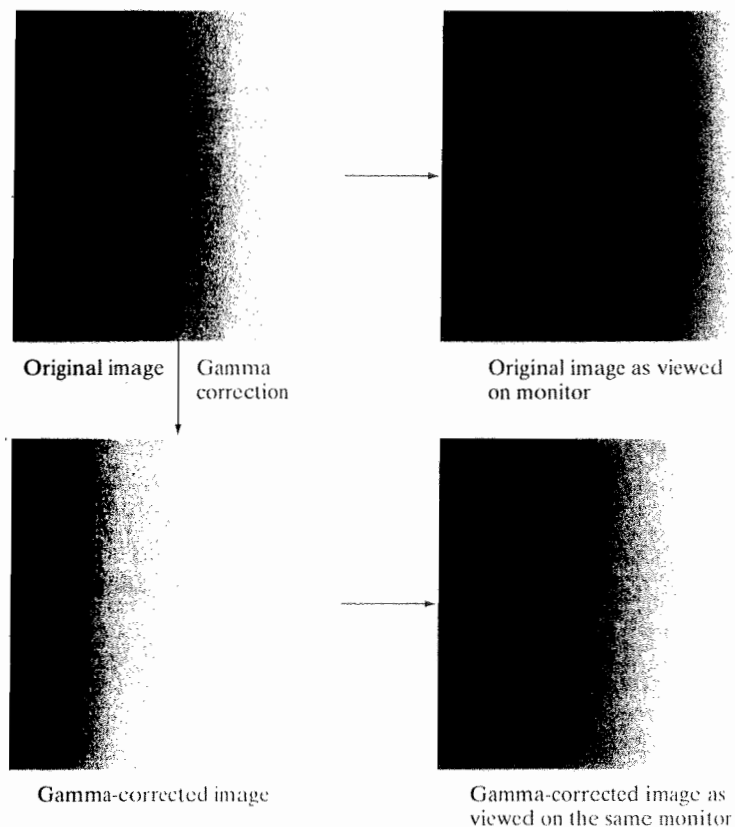 Original image
Gamma
correction
Original image as viewed
on monitor
Gamma-corrected image
Gamma-corrected image as
viewed on the same monitor